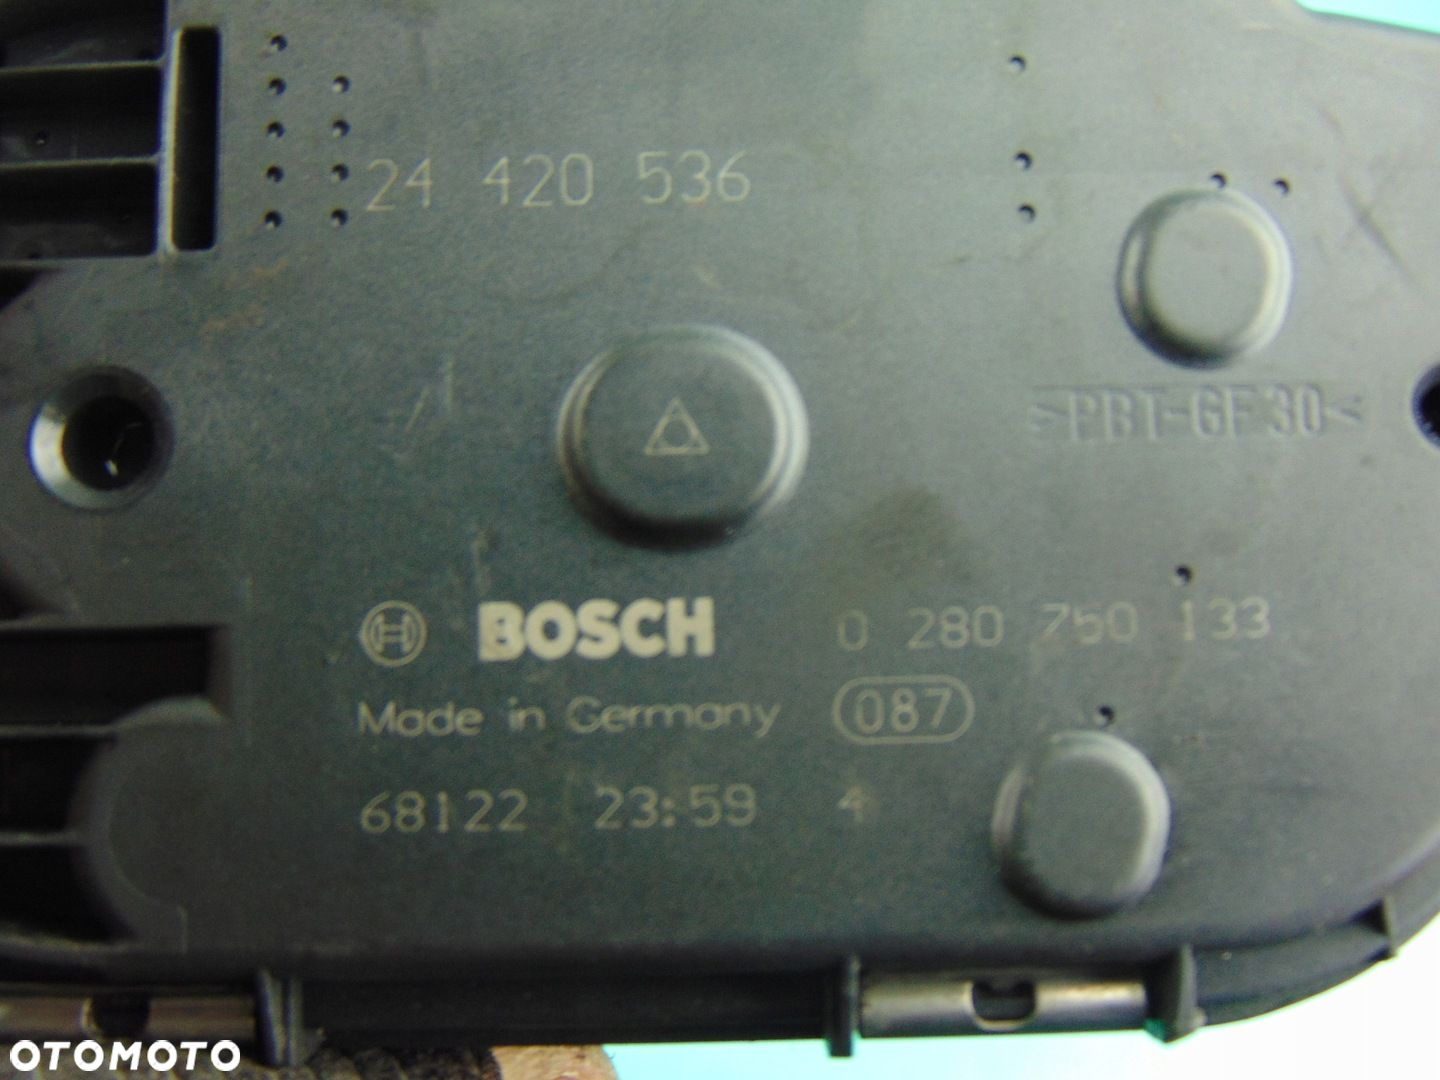 24 420 536
>PBT-GF30<
BOSCH 0 280 750 133
Made in Germany 087
68122 23:59 4
OTOMOTO